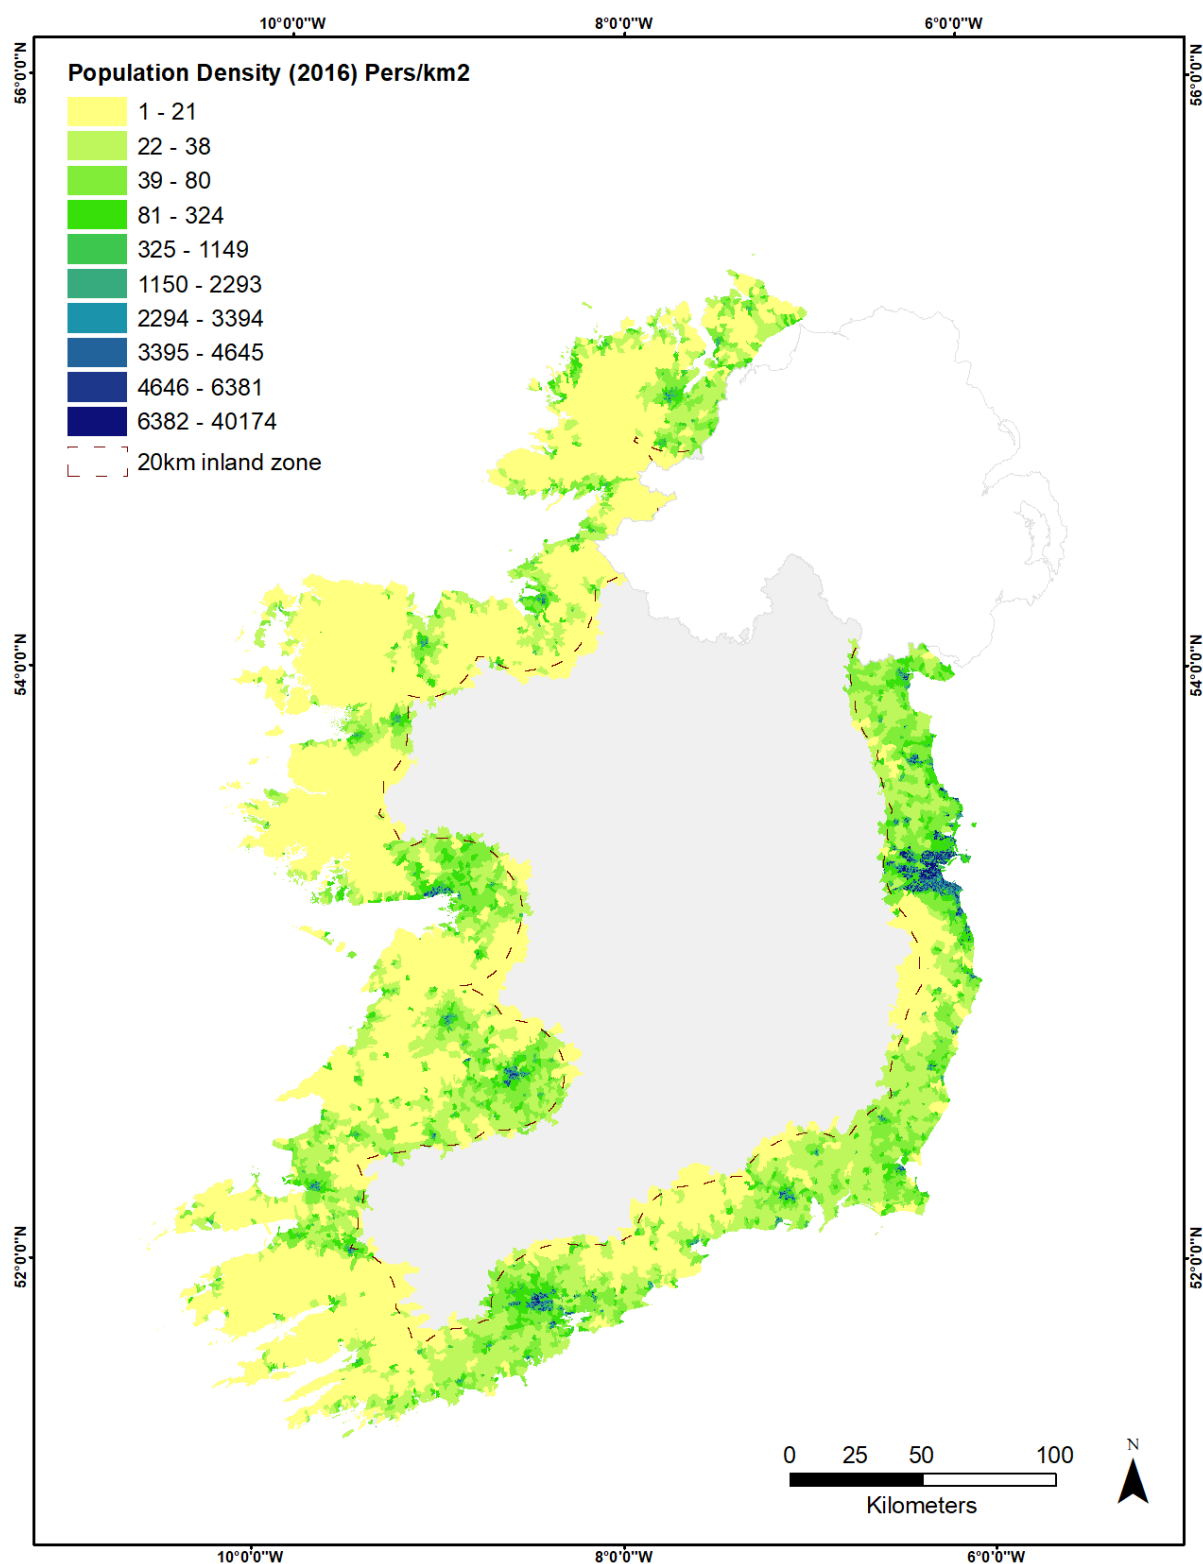 10°0'0"W 8°0'0"W 6°0'0"W
56°0'0"N 56°0'0"N
Population Density (2016) Pers/km2
1 - 21
22 - 38
39 - 80
81 - 324
325 - 1149
1150 - 2293
2294 - 3394
3395 - 4645
4646 - 6381
6382 - 40174
20km inland zone
54°0'0"N 54°0'0"N
52°0'0"N 52°0'0"N
N
0 25 50 100
Kilometers
10°0'0"W 8°0'0"W 6°0'0"W